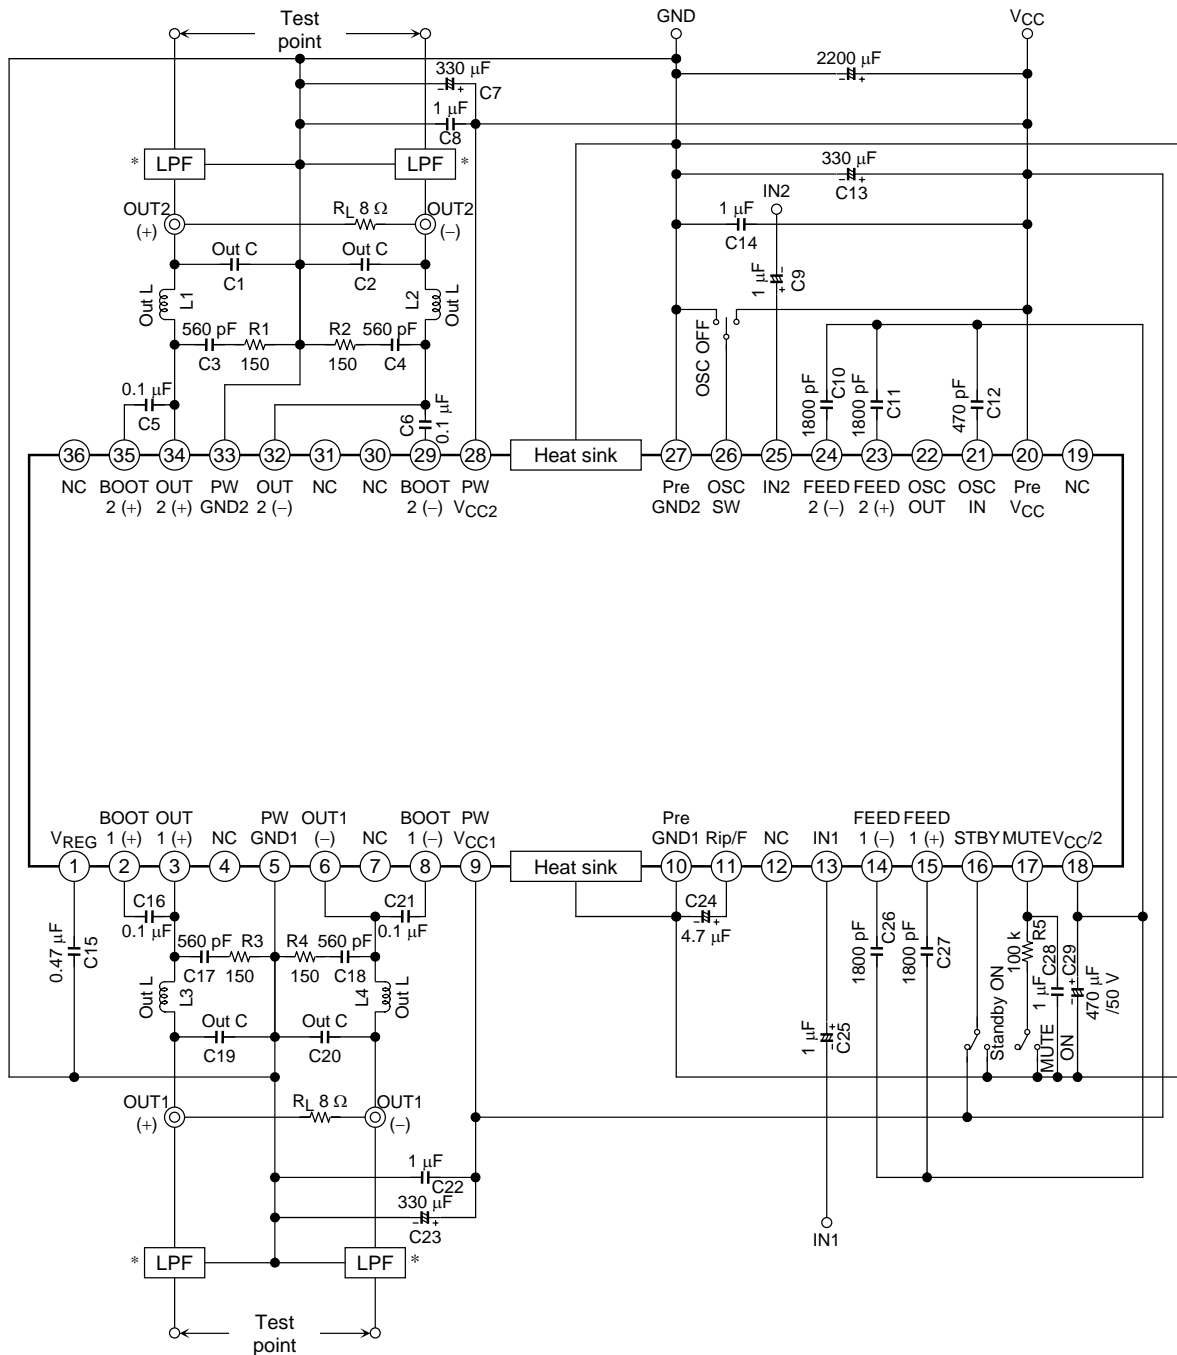 Test point
GND
VCC
2200 μF
− +
330 μF
− + C7
1 μF
C8
* LPF
LPF *
330 μF
− + C13
IN2
OUT2 (+)
RL 8 Ω
OUT2 (−)
1 μF
C14
1 μF
− +
C9
Out C
C1
Out C
C2
Out L
L1
L2
Out L
560 pF
C3
R1
150
R2
150
560 pF
C4
OSC OFF
1800 pF
C10
1800 pF
C11
470 pF
C12
0.1 μF
C5
C6
0.1 μF
36 35 34 33 32 31 30 29 28 Heat sink 27 26 25 24 23 22 21 20 19
NC
BOOT 2 (+)
OUT 2 (+)
PW GND2
OUT 2 (−)
NC
NC
BOOT 2 (−)
PW VCC2
Pre GND2
OSC SW
IN2
FEED 2 (−)
FEED 2 (+)
OSC OUT
OSC IN
Pre VCC
NC
VREG
BOOT 1 (+)
OUT 1 (+)
NC
PW GND1
OUT1 (−)
NC
BOOT 1 (−)
PW VCC1
Pre GND1
Rip/F
NC
IN1
FEED 1 (−)
FEED 1 (+)
STBY
MUTE
VCC/2
1 2 3 4 5 6 7 8 9 Heat sink 10 11 12 13 14 15 16 17 18
0.47 μF
C15
C16
0.1 μF
C21
0.1 μF
C24
− +
4.7 μF
560 pF
C17
R3
150
R4
150
560 pF
C18
Out L
L3
L4
Out L
Out C
C19
Out C
C20
1 μF
− +
C25
1800 pF
C26
1800 pF
C27
Standby ON
100 k
R5
MUTE ON
1 μF
C28
− +
C29
470 μF
/50 V
OUT1 (+)
RL 8 Ω
OUT1 (−)
1 μF
C22
330 μF
− +
C23
IN1
* LPF
LPF *
Test point